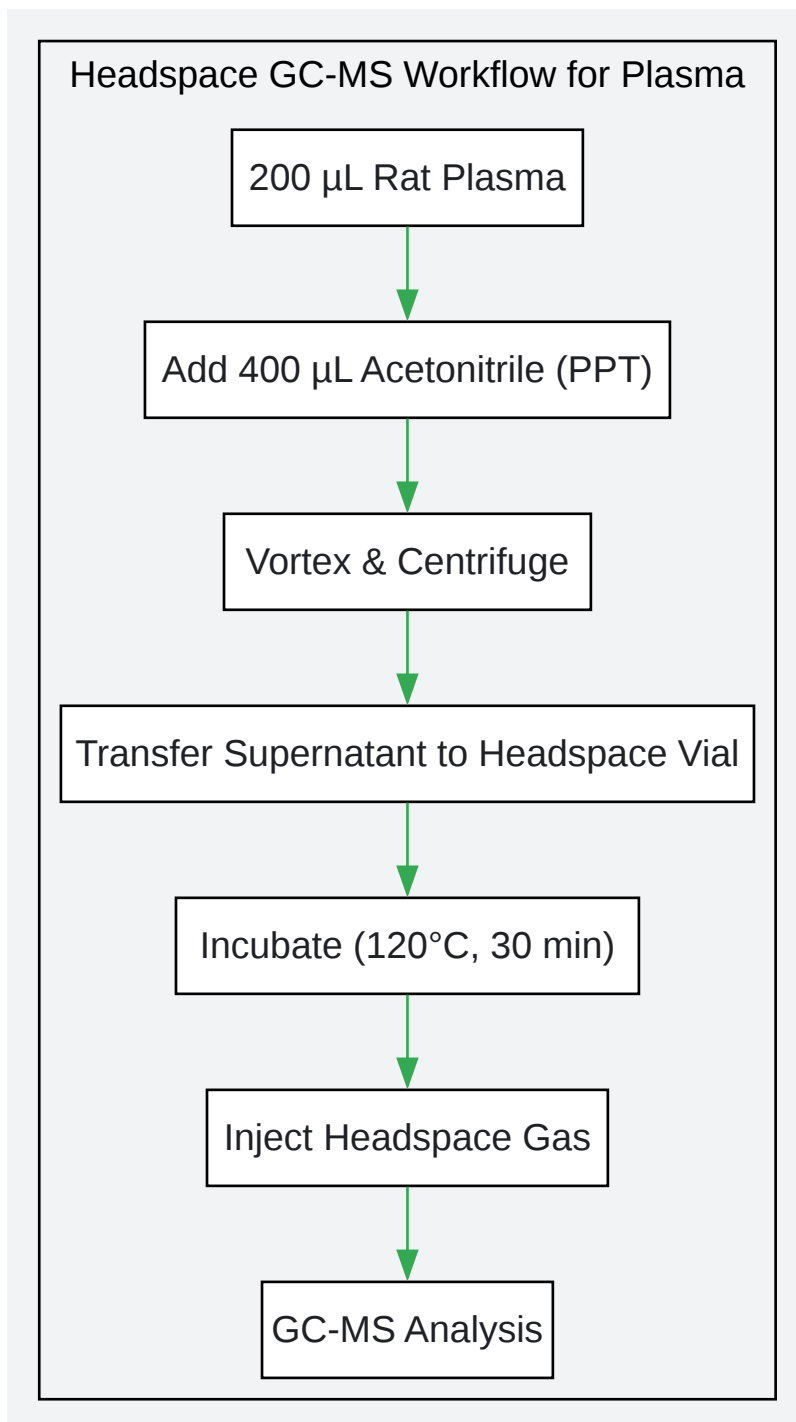 Headspace GC-MS Workflow for Plasma
200 µL Rat Plasma
Add 400 µL Acetonitrile (PPT)
Vortex & Centrifuge
Transfer Supernatant to Headspace Vial
Incubate (120°C, 30 min)
Inject Headspace Gas
GC-MS Analysis